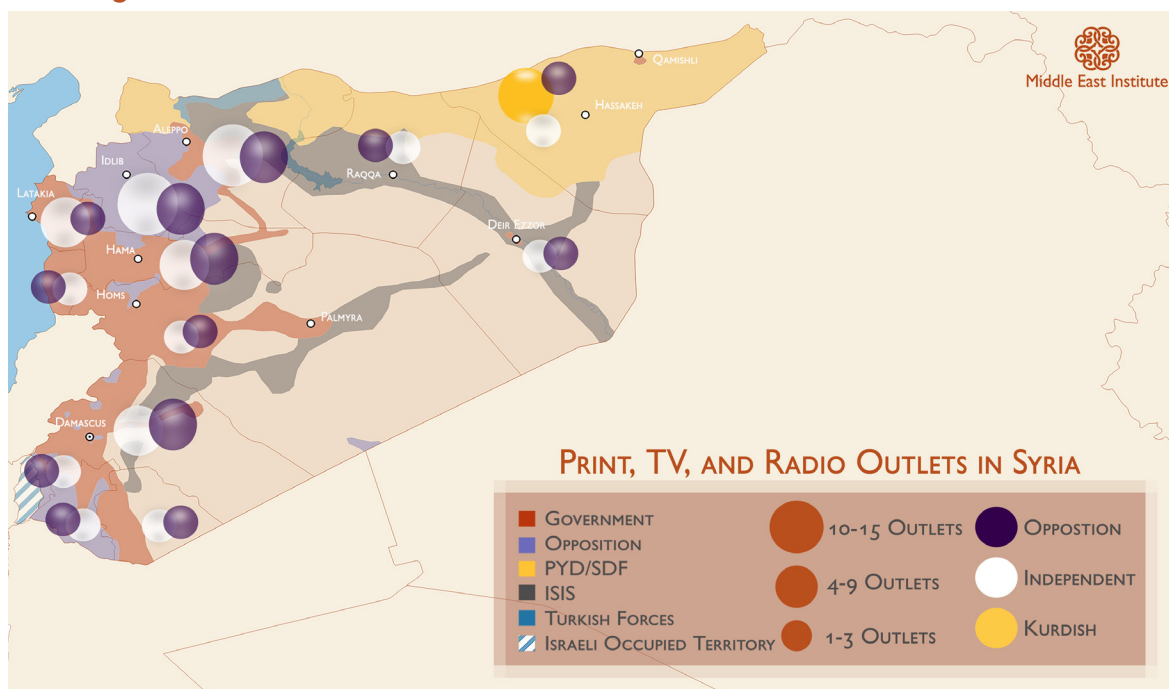 Qamishli
Middle East Institute
Hassakeh
Aleppo
Idlib
Raqqa
Latakia
Deir Ezzor
Hama
Homs
Palmyra
Damascus
Print, TV, and Radio Outlets in Syria
Government
Opposition
PYD/SDF
ISIS
Turkish Forces
Israeli Occupied Territory
10-15 Outlets
4-9 Outlets
1-3 Outlets
Oppostion
Independent
Kurdish